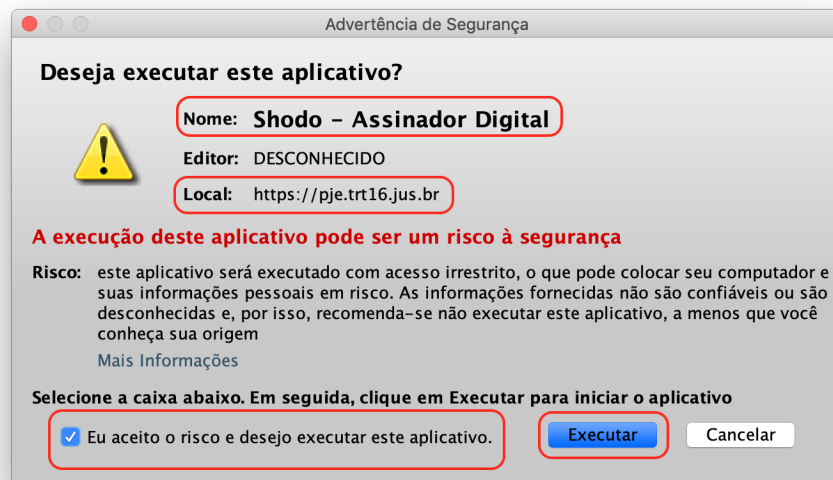 Advertência de Segurança
Deseja executar este aplicativo?
Nome: Shodo - Assinador Digital
Editor: DESCONHECIDO
Local: https://pje.trt16.jus.br
A execução deste aplicativo pode ser um risco à segurança
Risco: este aplicativo será executado com acesso irrestrito, o que pode colocar seu computador e
suas informações pessoais em risco. As informações fornecidas não são confiáveis ou são
desconhecidas e, por isso, recomenda-se não executar este aplicativo, a menos que você
conheça sua origem
Mais Informações
Selecione a caixa abaixo. Em seguida, clique em Executar para iniciar o aplicativo
Eu aceito o risco e desejo executar este aplicativo. Executar Cancelar